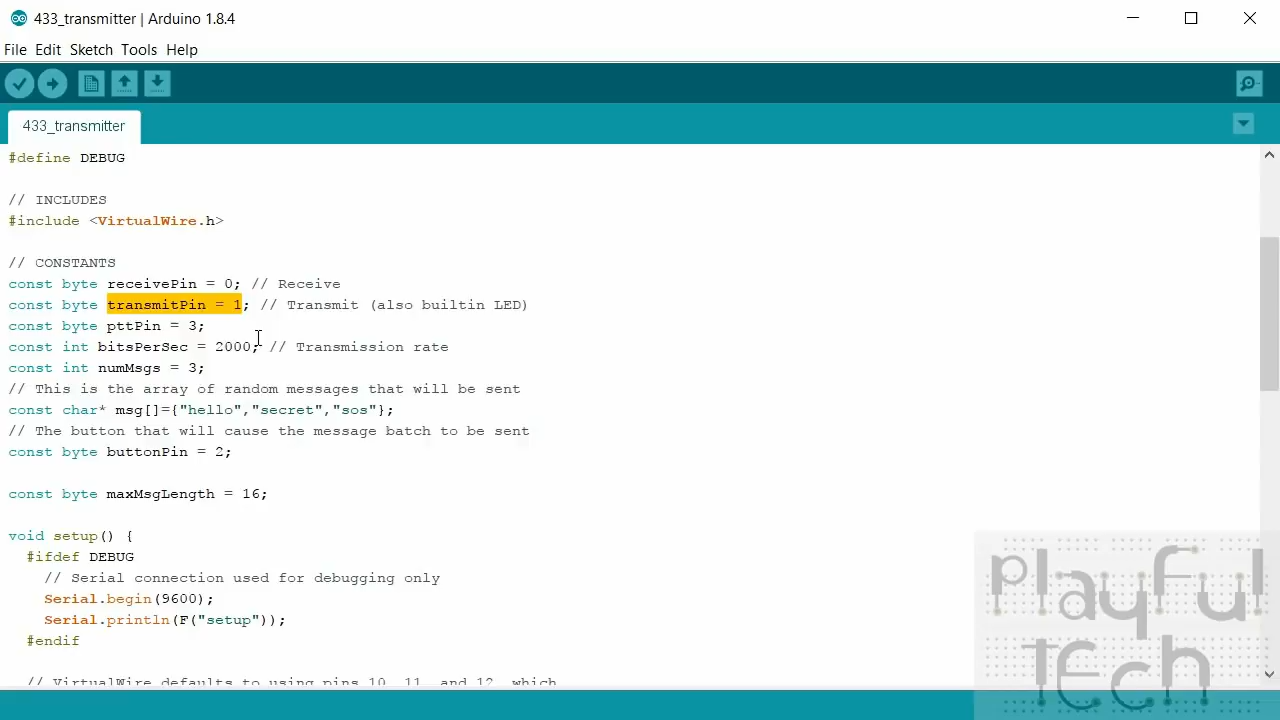 433_transmitter | Arduino 1.8.4
File Edit Sketch Tools Help
433_transmitter
#define DEBUG
// INCLUDES
#include <VirtualWire.h>
// CONSTANTS
const byte receivePin = 0; // Receive
const byte transmitPin = 1; // Transmit (also builtin LED)
const byte pttPin = 3;
const int bitsPerSec = 2000; // Transmission rate
const int numMsgs = 3;
// This is the array of random messages that will be sent
const char* msg[]={"hello","secret","sos"};
// The button that will cause the message batch to be sent
const byte buttonPin = 2;
const byte maxMsgLength = 16;
void setup() {
#ifdef DEBUG
// Serial connection used for debugging only
Serial.begin(9600);
Serial.println(F("setup"));
#endif
// VirtualWire defaults to using pins 10, 11, and 12, which
playful
tech